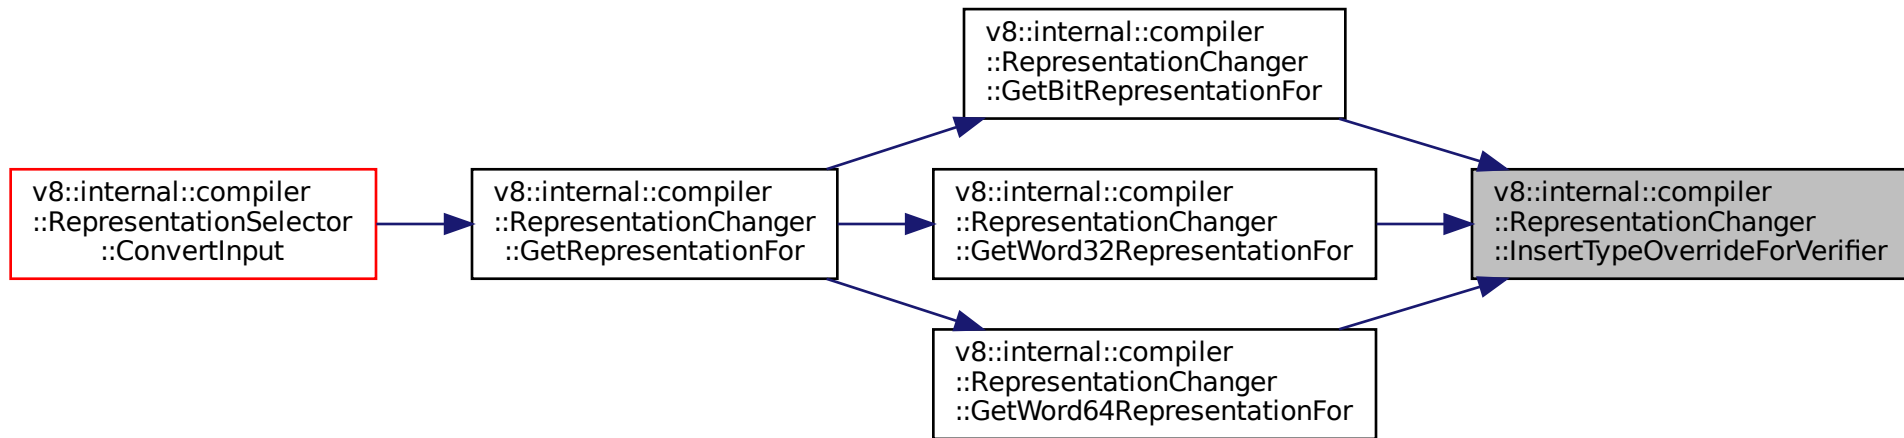 v8::internal::compiler
::RepresentationSelector
::ConvertInput
v8::internal::compiler
::RepresentationChanger
::GetRepresentationFor
v8::internal::compiler
::RepresentationChanger
::GetBitRepresentationFor
v8::internal::compiler
::RepresentationChanger
::GetWord32RepresentationFor
v8::internal::compiler
::RepresentationChanger
::GetWord64RepresentationFor
v8::internal::compiler
::RepresentationChanger
::InsertTypeOverrideForVerifier